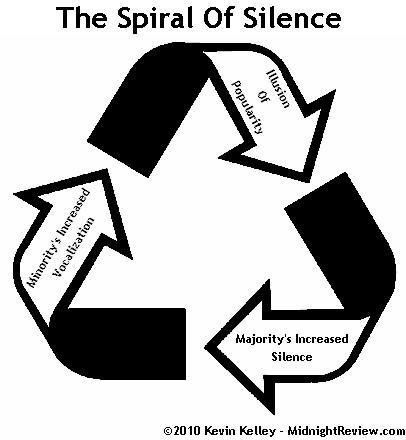 The Spiral Of Silence
Illusion
Of
Popularity
Minority's Increased
Vocalization
Majority's Increased
Silence
©2010 Kevin Kelley - MidnightReview.com